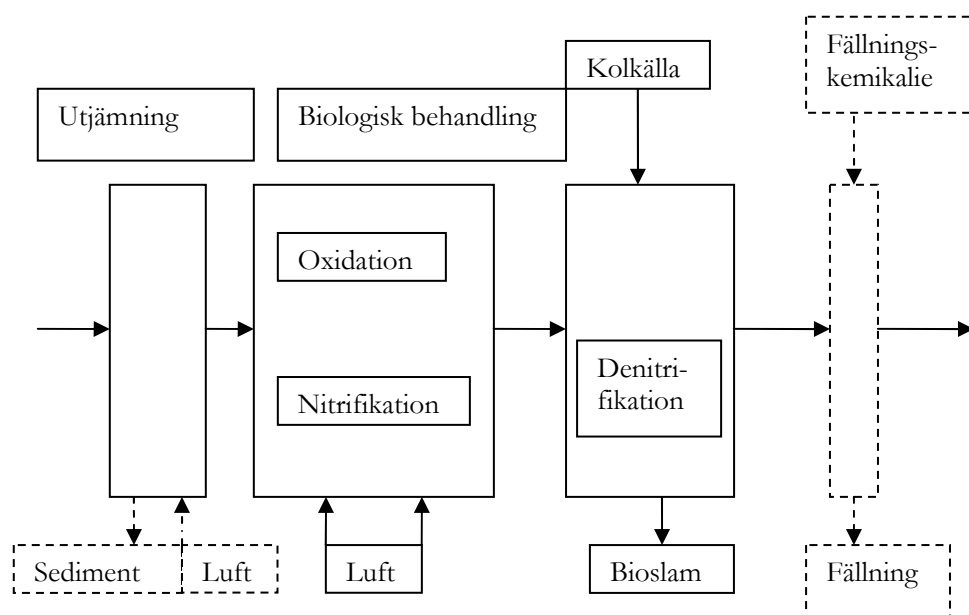 Kolkälla
Fällnings-
kemikalie
Utjämning
Biologisk behandling
Oxidation
Nitrifikation
Denitri-
fikation
Sediment
Luft
Luft
Bioslam
Fällning